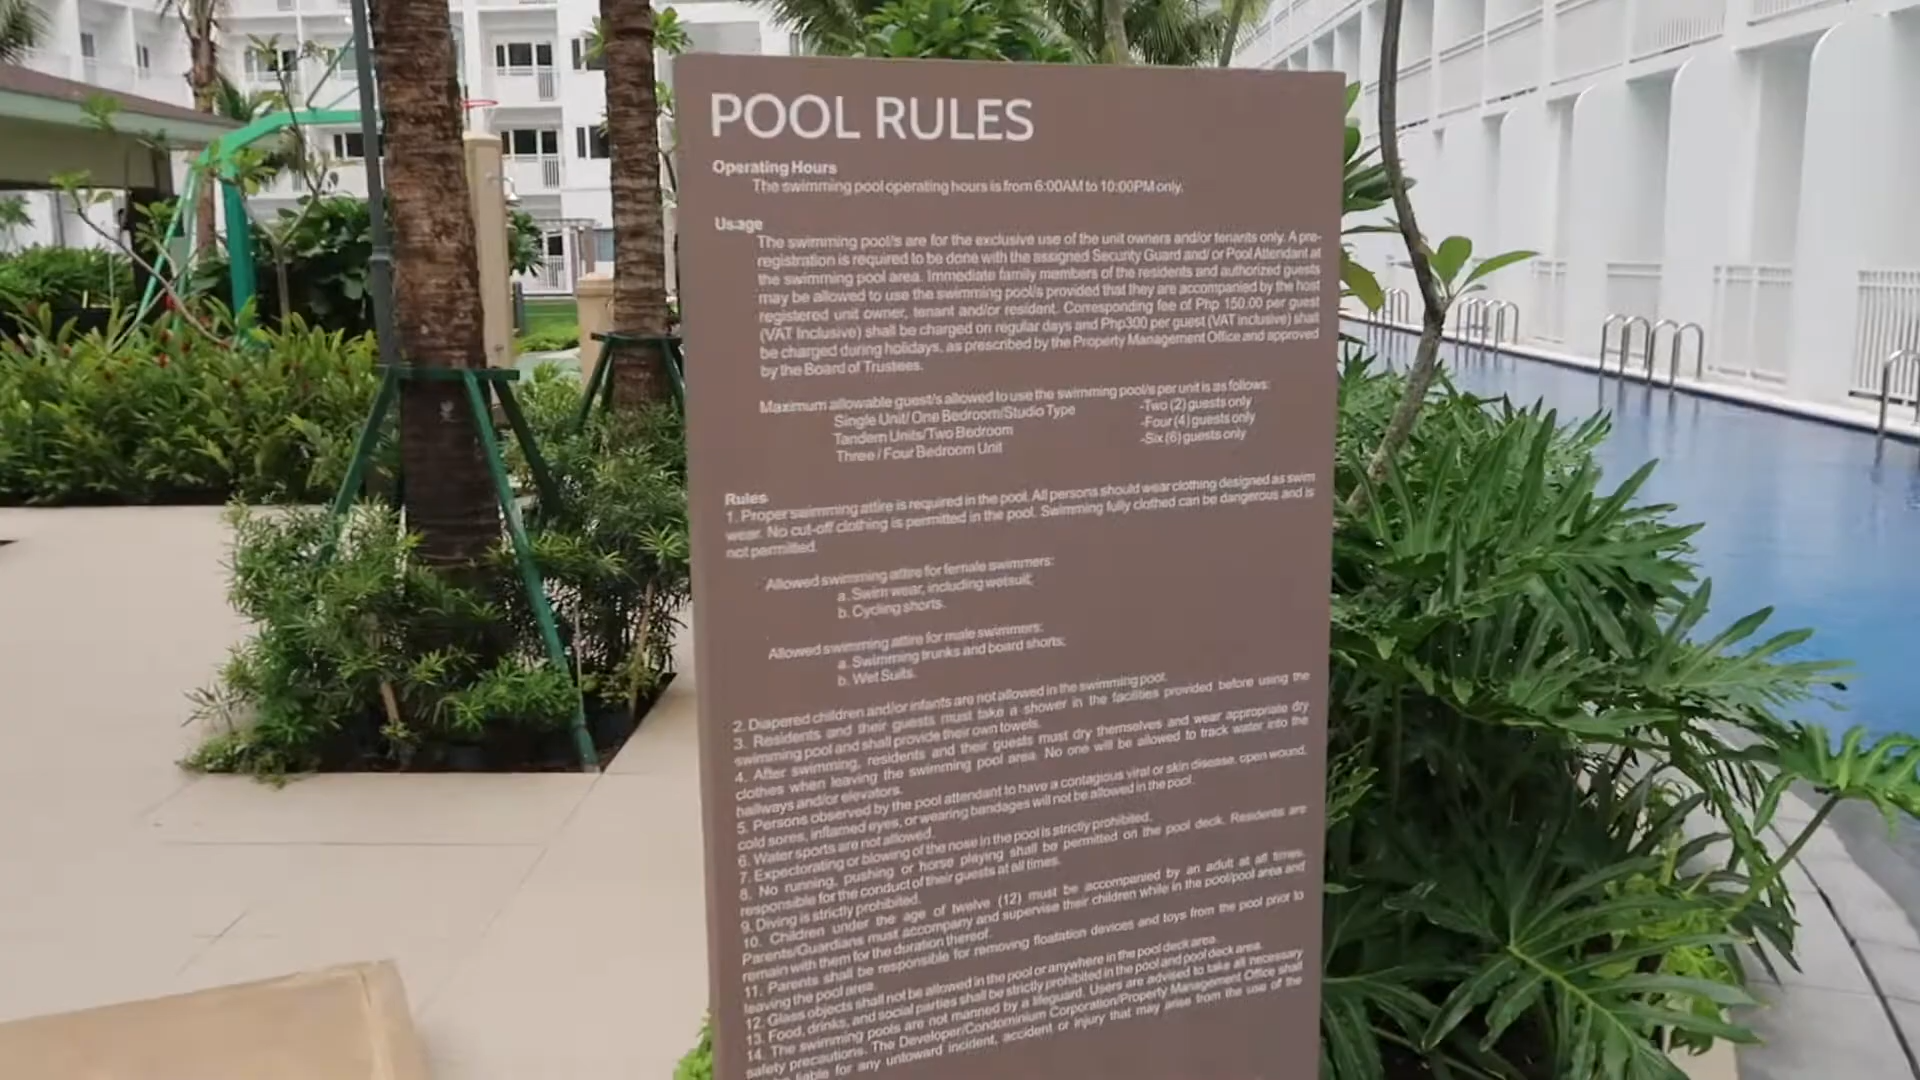 POOL RULES
Operating Hours
The swimming pool operating hours is from 6:00AM to 10:00PM only.
Usage
The swimming pool/s are for the exclusive use of the unit owners and/or tenants only. A pre-
registration is required to be done with the assigned Security Guard and/ or Pool Attendant at
the swimming pool area. Immediate family members of the residents and authorized guests
may be allowed to use the swimming pool/s provided that they are accompanied by the host
registered unit owner, tenant and/or resident. Corresponding fee of Php 150.00 per guest
(VAT Inclusive) shall be charged on regular days and Php300 per guest (VAT inclusive) shall
be charged during holidays, as prescribed by the Property Management Office and approved
by the Board of Trustees.
Maximum allowable guest/s allowed to use the swimming pool/s per unit is as follows:
Single Unit/ One Bedroom/Studio Type -Two (2) guests only
Tandem Units/Two Bedroom -Four (4) guests only
Three / Four Bedroom Unit -Six (6) guests only
Rules
1. Proper swimming attire is required in the pool. All persons should wear clothing designed as swim
wear. No cut-off clothing is permitted in the pool. Swimming fully clothed can be dangerous and is
not permitted.
Allowed swimming attire for female swimmers:
a. Swim wear, including wetsuit;
b. Cycling shorts.
Allowed swimming attire for male swimmers:
a. Swimming trunks and board shorts;
b. Wet Suits.
2. Diapered children and/or infants are not allowed in the swimming pool.
3. Residents and their guests must take a shower in the facilities provided before using the
swimming pool and shall provide their own towels.
4. After swimming, residents and their guests must dry themselves and wear appropriate dry
clothes when leaving the swimming pool area. No one will be allowed to track water into the
hallways and/or elevators.
5. Persons observed by the pool attendant to have a contagious viral or skin disease, open wound,
cold sores, inflamed eyes, or wearing bandages will not be allowed in the pool.
6. Water sports are not allowed.
7. Expectorating or blowing of the nose in the pool is strictly prohibited.
8. No running, pushing or horse playing shall be permitted on the pool deck. Residents are
responsible for the conduct of their guests at all times.
9. Diving is strictly prohibited.
10. Children under the age of twelve (12) must be accompanied by an adult at all times.
Parents/Guardians must accompany and supervise their children while in the pool/pool area and
remain with them for the duration thereof.
11. Parents shall be responsible for removing floatation devices and toys from the pool prior to
leaving the pool area.
12. Glass objects shall not be allowed in the pool or anywhere in the pool deck area.
13. Food, drinks, and social parties shall be strictly prohibited in the pool and pool deck area.
14. The swimming pools are not manned by a lifeguard. Users are advised to take all necessary
safety precautions. The Developer/Condominium Corporation/Property Management Office shall
liable for any untoward incident, accident or injury that may arise from the use of the